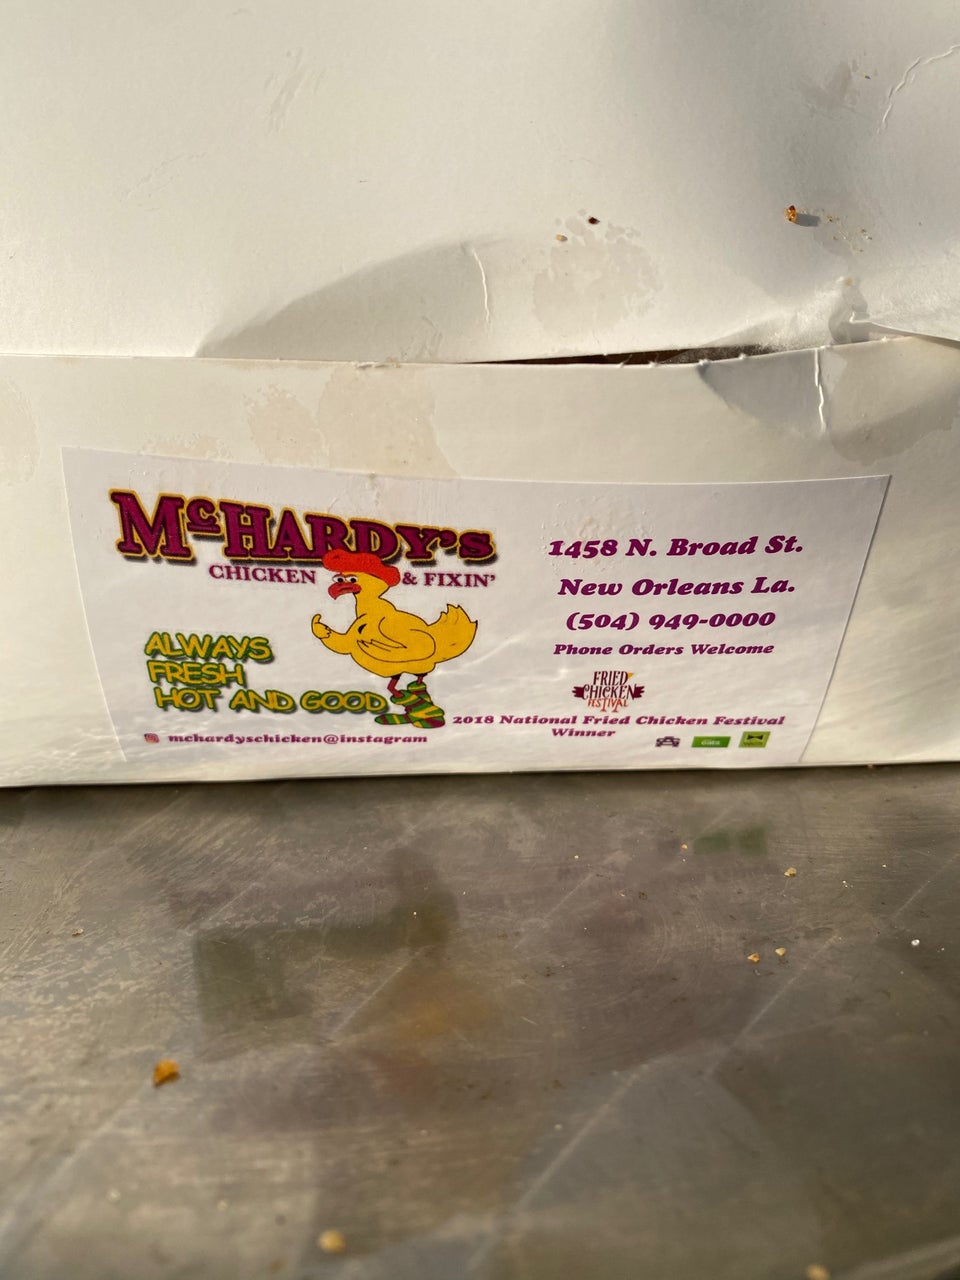 McHARDY'S
CHICKEN & FIXIN'
ALWAYS
FRESH
HOT AND GOOD
mchardyschicken@instagram
1458 N. Broad St.
New Orleans La.
(504) 949-0000
Phone Orders Welcome
FRIED
CHICKEN
FESTIVAL
2018 National Fried Chicken Festival
Winner